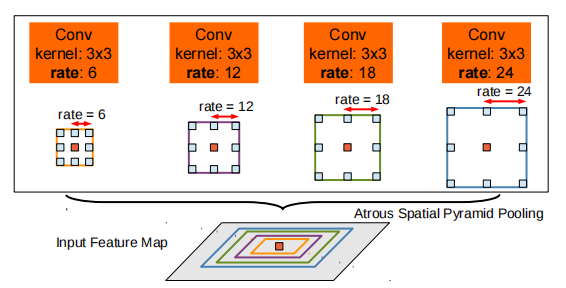 Conv
kernel: 3x3
rate: 6
Conv
kernel: 3x3
rate: 12
Conv
kernel: 3x3
rate: 18
Conv
kernel: 3x3
rate: 24
rate = 6
rate = 12
rate = 18
rate = 24
Atrous Spatial Pyramid Pooling
Input Feature Map